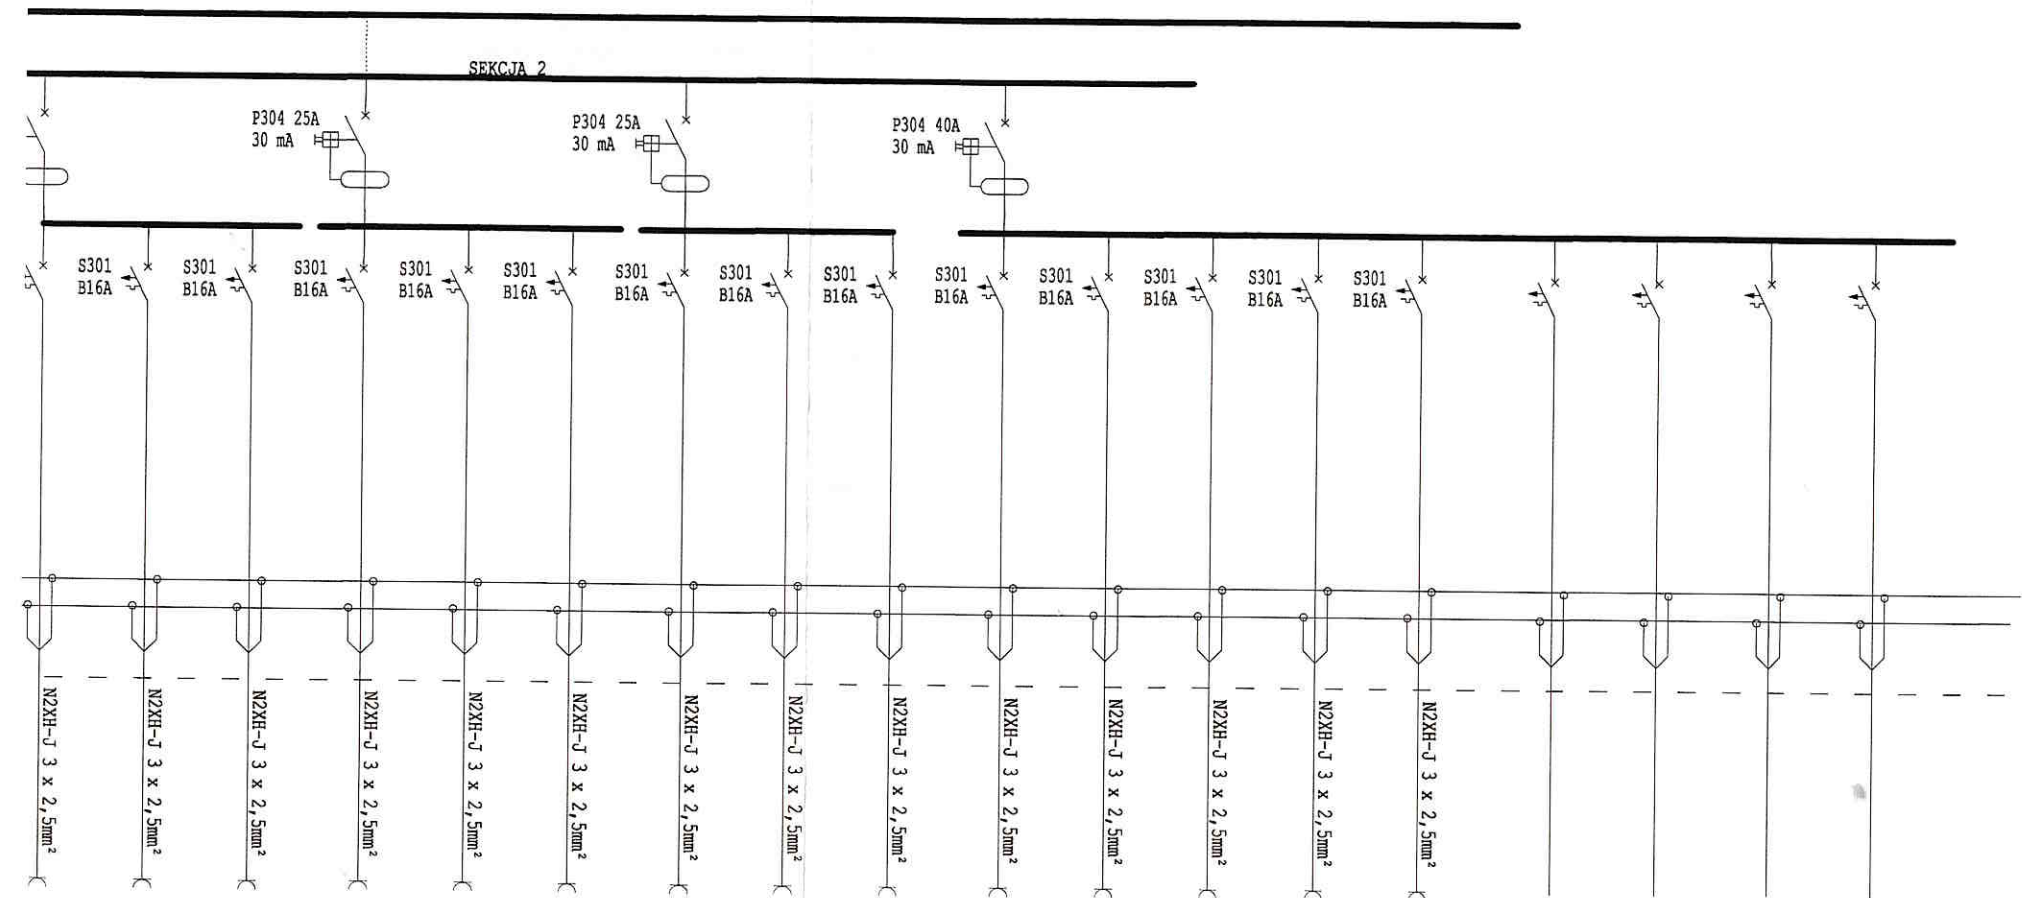 SEKCJA 2
P304 25A
30 mA
P304 25A
30 mA
P304 40A
30 mA
S301
B16A
S301
B16A
S301
B16A
S301
B16A
S301
B16A
S301
B16A
S301
B16A
S301
B16A
S301
B16A
S301
B16A
S301
B16A
S301
B16A
S301
B16A
N2XH-J 3 x 2,5mm²
N2XH-J 3 x 2,5mm²
N2XH-J 3 x 2,5mm²
N2XH-J 3 x 2,5mm²
N2XH-J 3 x 2,5mm²
N2XH-J 3 x 2,5mm²
N2XH-J 3 x 2,5mm²
N2XH-J 3 x 2,5mm²
N2XH-J 3 x 2,5mm²
N2XH-J 3 x 2,5mm²
N2XH-J 3 x 2,5mm²
N2XH-J 3 x 2,5mm²
N2XH-J 3 x 2,5mm²
N2XH-J 3 x 2,5mm²